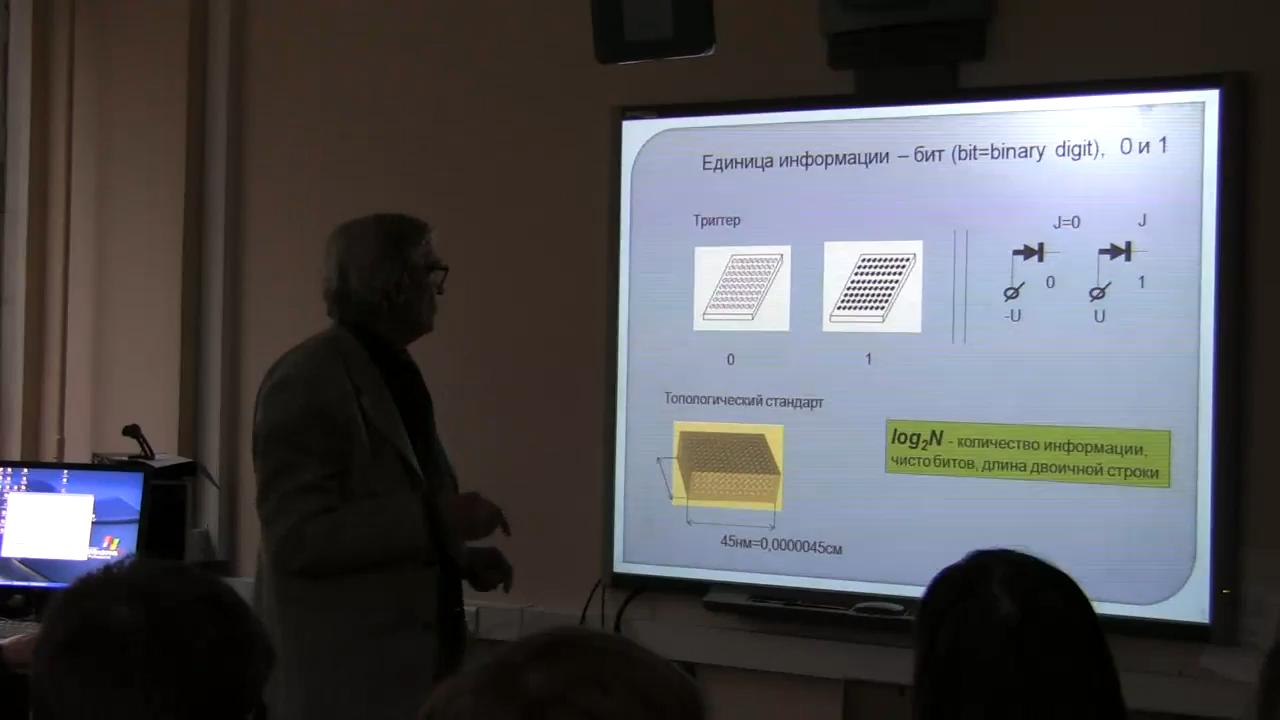 Единица информации – бит (bit=binary digit), 0 и 1
Триггер
J=0 J
0 1
-U U
0 1
Топологический стандарт
log2N - количество информации,
чисто битов, длина двоичной строки
45нм=0,0000045см